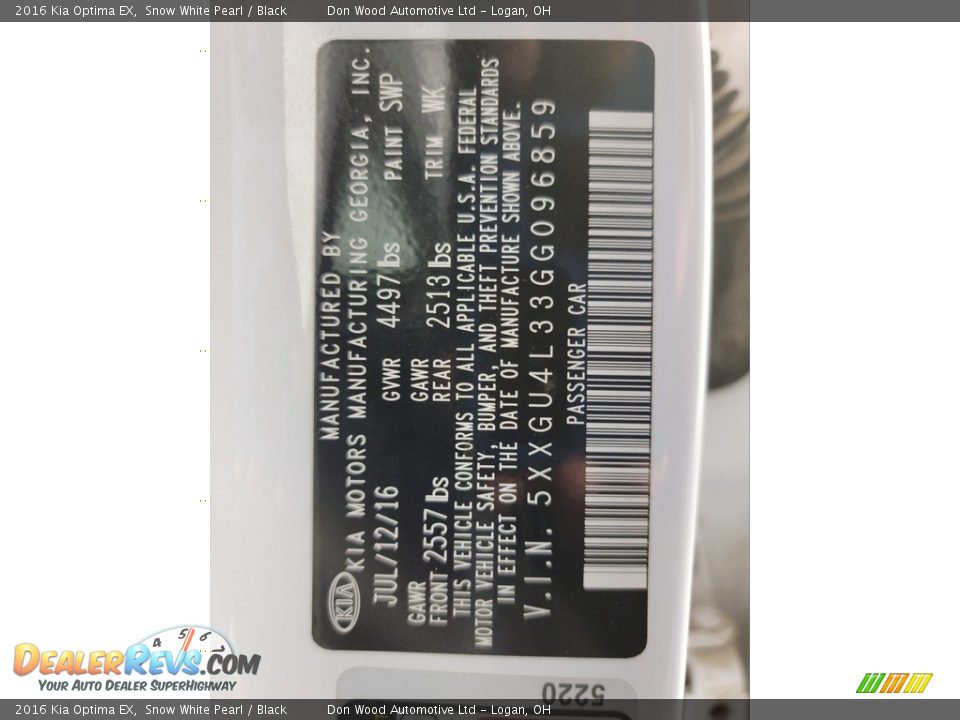 2016 Kia Optima EX, Snow White Pearl / Black Don Wood Automotive Ltd - Logan, OH
MANUFACTURED BY
KIA KIA MOTORS MANUFACTURING GEORGIA, INC.
JUL/12/16 GVWR 4497 lbs PAINT SWP
GAWR FRONT 2557 lbs GAWR REAR 2513 lbs TRIM WK
THIS VEHICLE CONFORMS TO ALL APPLICABLE U.S.A. FEDERAL
MOTOR VEHICLE SAFETY, BUMPER, AND THEFT PREVENTION STANDARDS
IN EFFECT ON THE DATE OF MANUFACTURE SHOWN ABOVE.
V.I.N. 5XXGU4L33GG096859
PASSENGER CAR
5220
4 5 6
DEALERREVS.COM
YOUR AUTO DEALER SUPERHIGHWAY
2016 Kia Optima EX, Snow White Pearl / Black Don Wood Automotive Ltd - Logan, OH